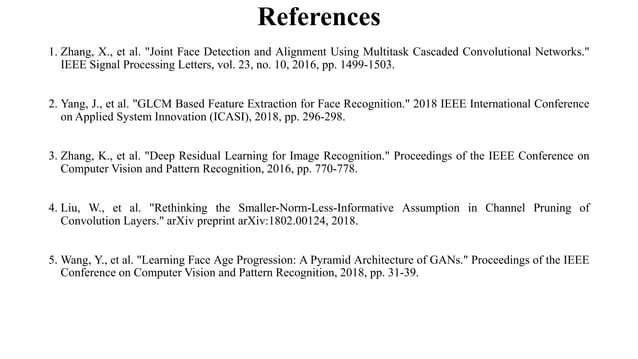 References
1. Zhang, X., et al. "Joint Face Detection and Alignment Using Multitask Cascaded Convolutional Networks."
IEEE Signal Processing Letters, vol. 23, no. 10, 2016, pp. 1499-1503.
2. Yang, J., et al. "GLCM Based Feature Extraction for Face Recognition." 2018 IEEE International Conference
on Applied System Innovation (ICASI), 2018, pp. 296-298.
3. Zhang, K., et al. "Deep Residual Learning for Image Recognition." Proceedings of the IEEE Conference on
Computer Vision and Pattern Recognition, 2016, pp. 770-778.
4. Liu, W., et al. "Rethinking the Smaller-Norm-Less-Informative Assumption in Channel Pruning of
Convolution Layers." arXiv preprint arXiv:1802.00124, 2018.
5. Wang, Y., et al. "Learning Face Age Progression: A Pyramid Architecture of GANs." Proceedings of the IEEE
Conference on Computer Vision and Pattern Recognition, 2018, pp. 31-39.